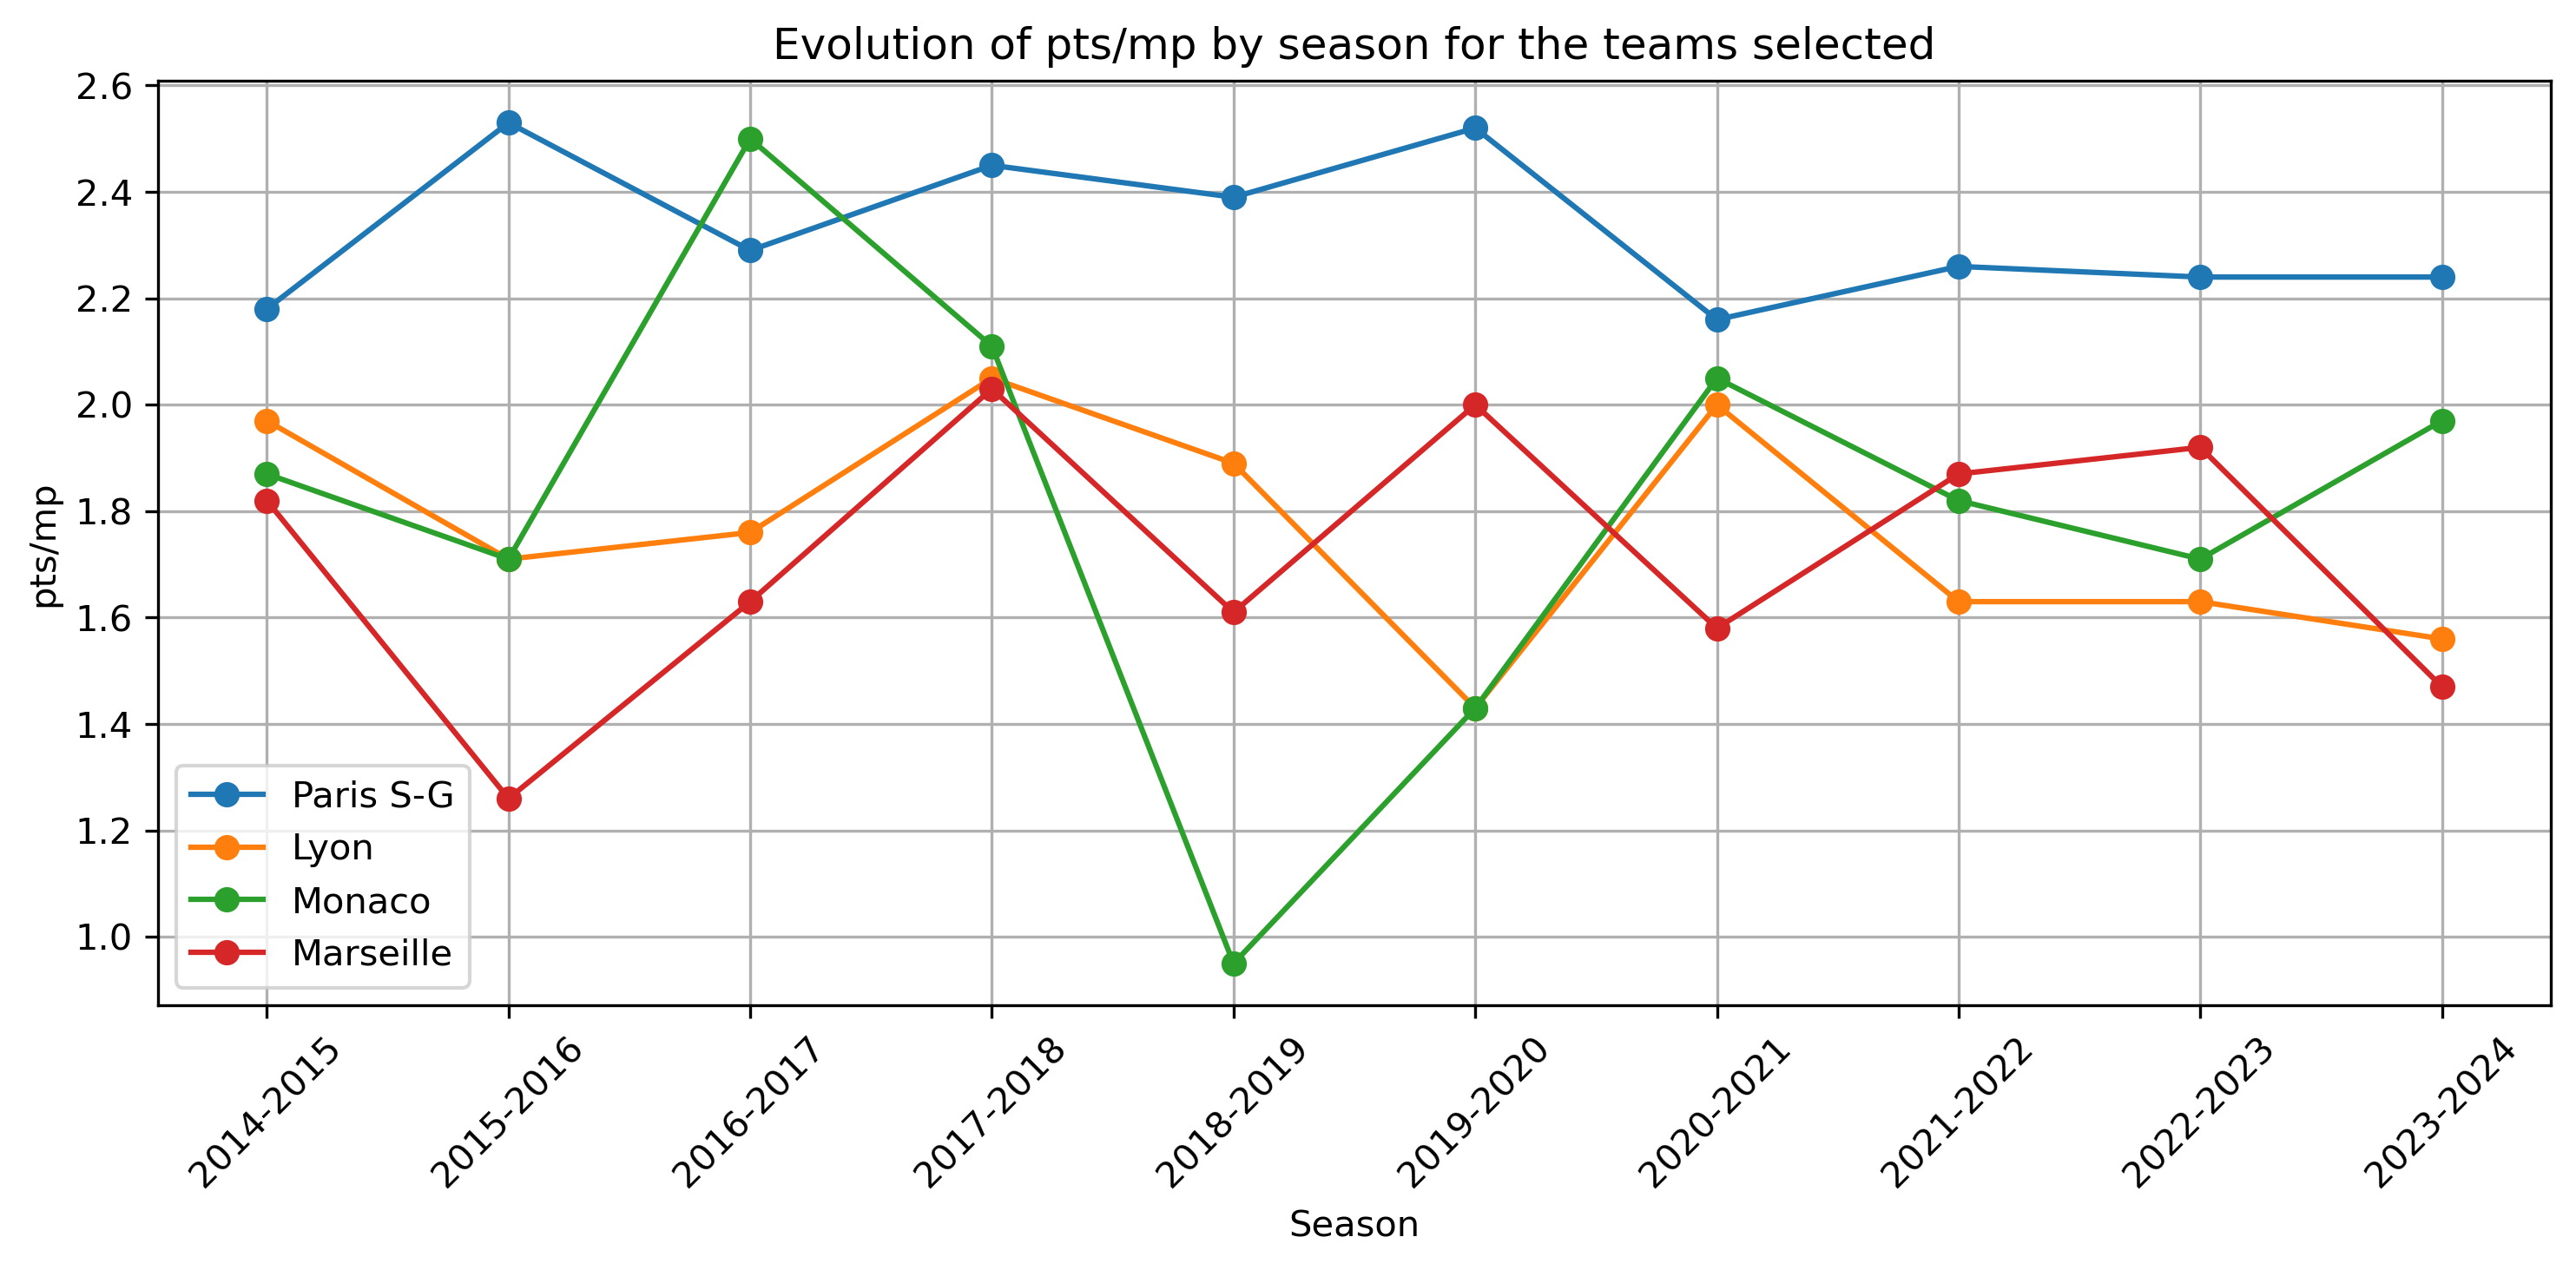 Evolution of pts/mp by season for the teams selected
2.6
2.4
2.2
2.0
1.8
1.6
1.4
1.2
1.0
pts/mp
Paris S-G
Lyon
Monaco
Marseille
2014-2015
2015-2016
2016-2017
2017-2018
2018-2019
2019-2020
2020-2021
2021-2022
2022-2023
2023-2024
Season